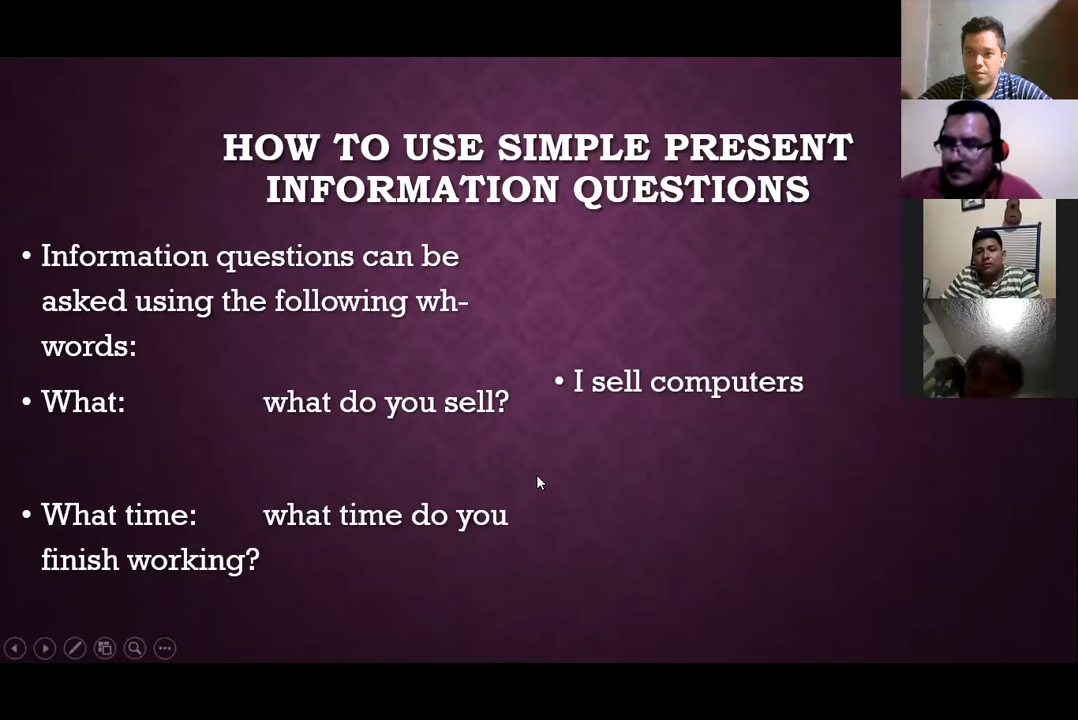 HOW TO USE SIMPLE PRESENT
INFORMATION QUESTIONS
• Information questions can be
asked using the following wh-
words:
• What: what do you sell?
• What time: what time do you
finish working?
• I sell computers